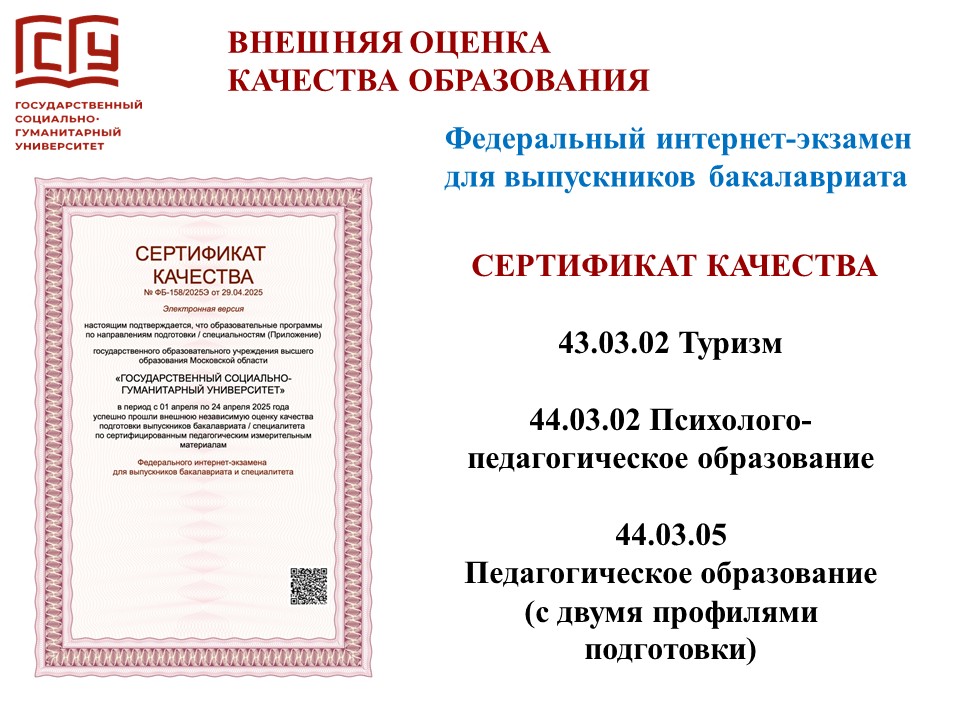 ГСГУ
ГОСУДАРСТВЕННЫЙ
СОЦИАЛЬНО-
ГУМАНИТАРНЫЙ
УНИВЕРСИТЕТ
ВНЕШНЯЯ ОЦЕНКА
КАЧЕСТВА ОБРАЗОВАНИЯ
Федеральный интернет-экзамен
для выпускников бакалавриата
СЕРТИФИКАТ
КАЧЕСТВА
№ ФБ-158/2025Э от 29.04.2025
Электронная версия
настоящим подтверждается, что образовательные программы
по направлениям подготовки / специальностям (Приложение)
государственного образовательного учреждения высшего
образования Московской области
«ГОСУДАРСТВЕННЫЙ СОЦИАЛЬНО-
ГУМАНИТАРНЫЙ УНИВЕРСИТЕТ»
в период с 01 апреля по 24 апреля 2025 года
успешно прошли внешнюю независимую оценку качества
подготовки выпускников бакалавриата / специалитета
по сертифицированным педагогическим измерительным
материалам
Федерального интернет-экзамена
для выпускников бакалавриата и специалитета
СЕРТИФИКАТ КАЧЕСТВА
43.03.02 Туризм
44.03.02 Психолого-
педагогическое образование
44.03.05
Педагогическое образование
(с двумя профилями
подготовки)